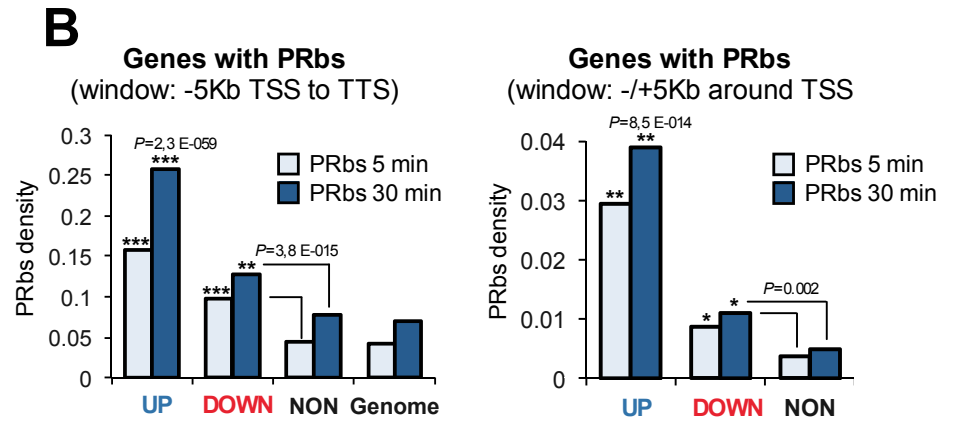 B
Genes with PRbs
(window: -5Kb TSS to TTS)
P=2,3 E-059
***
***
***
**
P=3,8 E-015
PRbs 5 min
PRbs 30 min
PRbs density
0.3
0.25
0.2
0.15
0.1
0.05
0
UP
DOWN
NON
Genome
Genes with PRbs
(window: -/+5Kb around TSS
P=8,5 E-014
**
**
*
*
P=0.002
PRbs 5 min
PRbs 30 min
PRbs density
0.04
0.03
0.02
0.01
0
UP
DOWN
NON